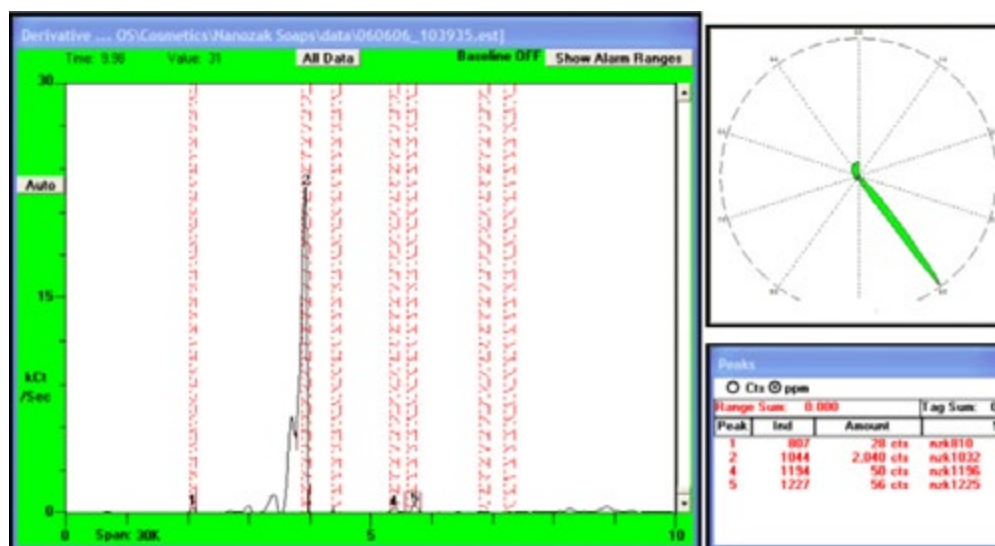 Derivative ... OS\Cosmetics\Nanozak Soaps\data\060606_103935.est]
Time: 9.98 Value: 31 All Data Baseline OFF Show Alarm Ranges
30
Auto
2
15
kCt
/Sec
1 4 5
0
0 Span: 30K 5 10
Peaks
Cts ppm
Range Sum: 0.000 Tag Sum:
Peak Ind Amount
1 807 28 cts nzk810
2 1044 2,040 cts nzk1032
4 1194 50 cts nzk1196
5 1227 56 cts nzk1225